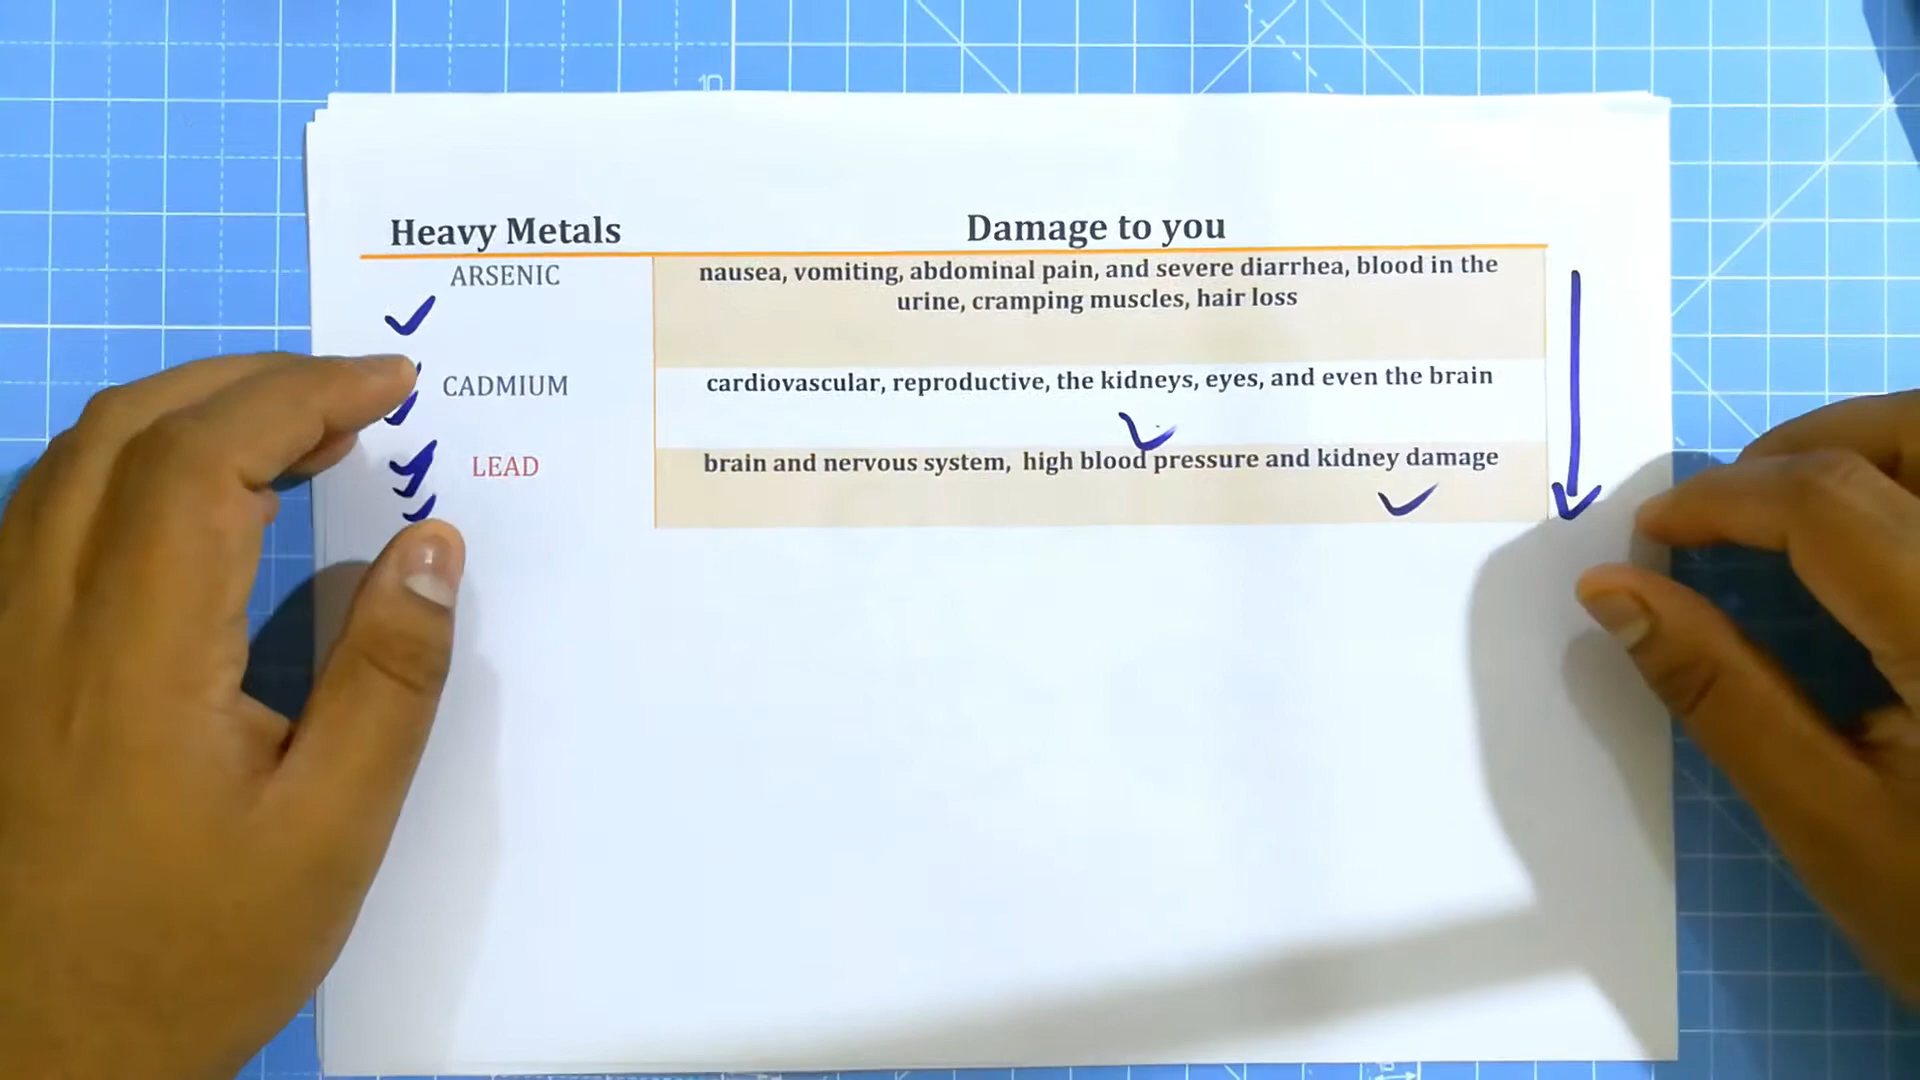 10
Heavy Metals
Damage to you
ARSENIC
nausea, vomiting, abdominal pain, and severe diarrhea, blood in the
urine, cramping muscles, hair loss
CADMIUM
cardiovascular, reproductive, the kidneys, eyes, and even the brain
LEAD
brain and nervous system, high blood pressure and kidney damage